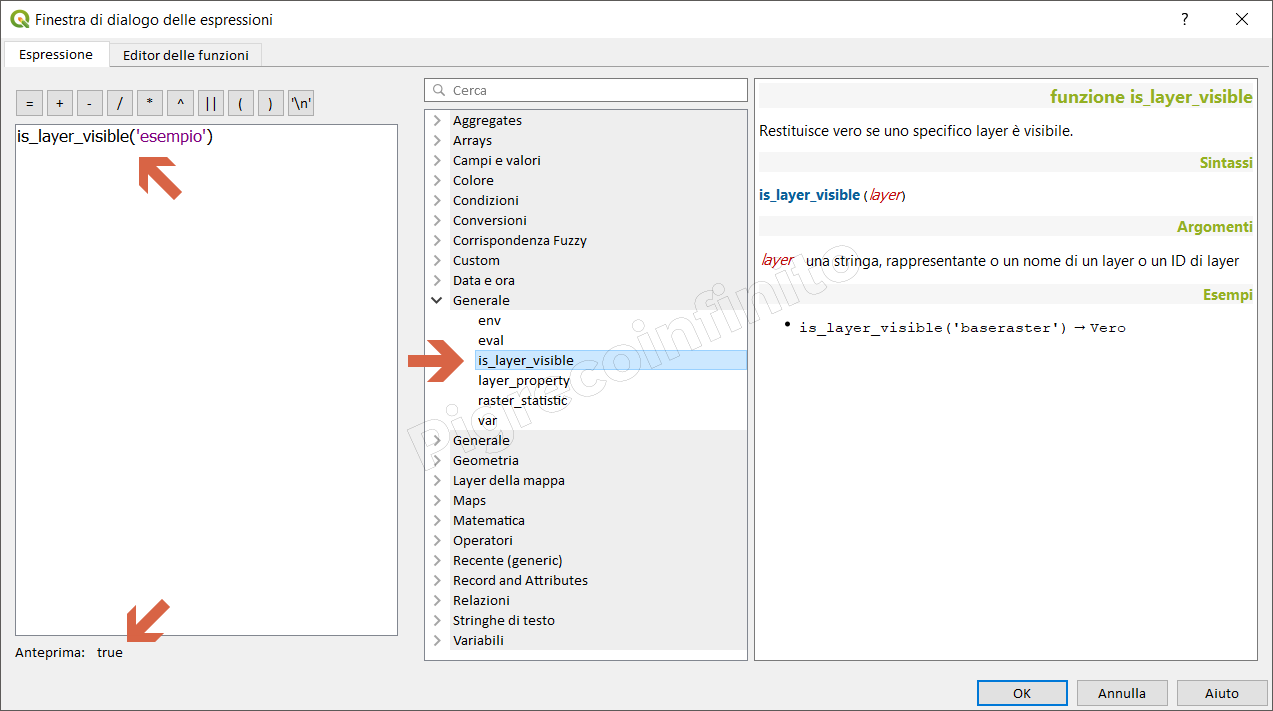 Finestra di dialogo delle espressioni
?
Espressione
Editor delle funzioni
= + - / * ^ || ( ) '\n'
is_layer_visible('esempio')
Anteprima: true
Cerca
Aggregates
Arrays
Campi e valori
Colore
Condizioni
Conversioni
Corrispondenza Fuzzy
Custom
Data e ora
Generale
env
eval
is_layer_visible
layer_property
raster_statistic
var
Generale
Geometria
Layer della mappa
Maps
Matematica
Operatori
Recente (generic)
Record and Attributes
Relazioni
Stringhe di testo
Variabili
funzione is_layer_visible
Restituisce vero se uno specifico layer è visibile.
Sintassi
is_layer_visible (layer)
Argomenti
layer una stringa, rappresentante o un nome di un layer o un ID di layer
Esempi
• is_layer_visible('baseraster') → Vero
Pigrecoinfinito
OK
Annulla
Aiuto